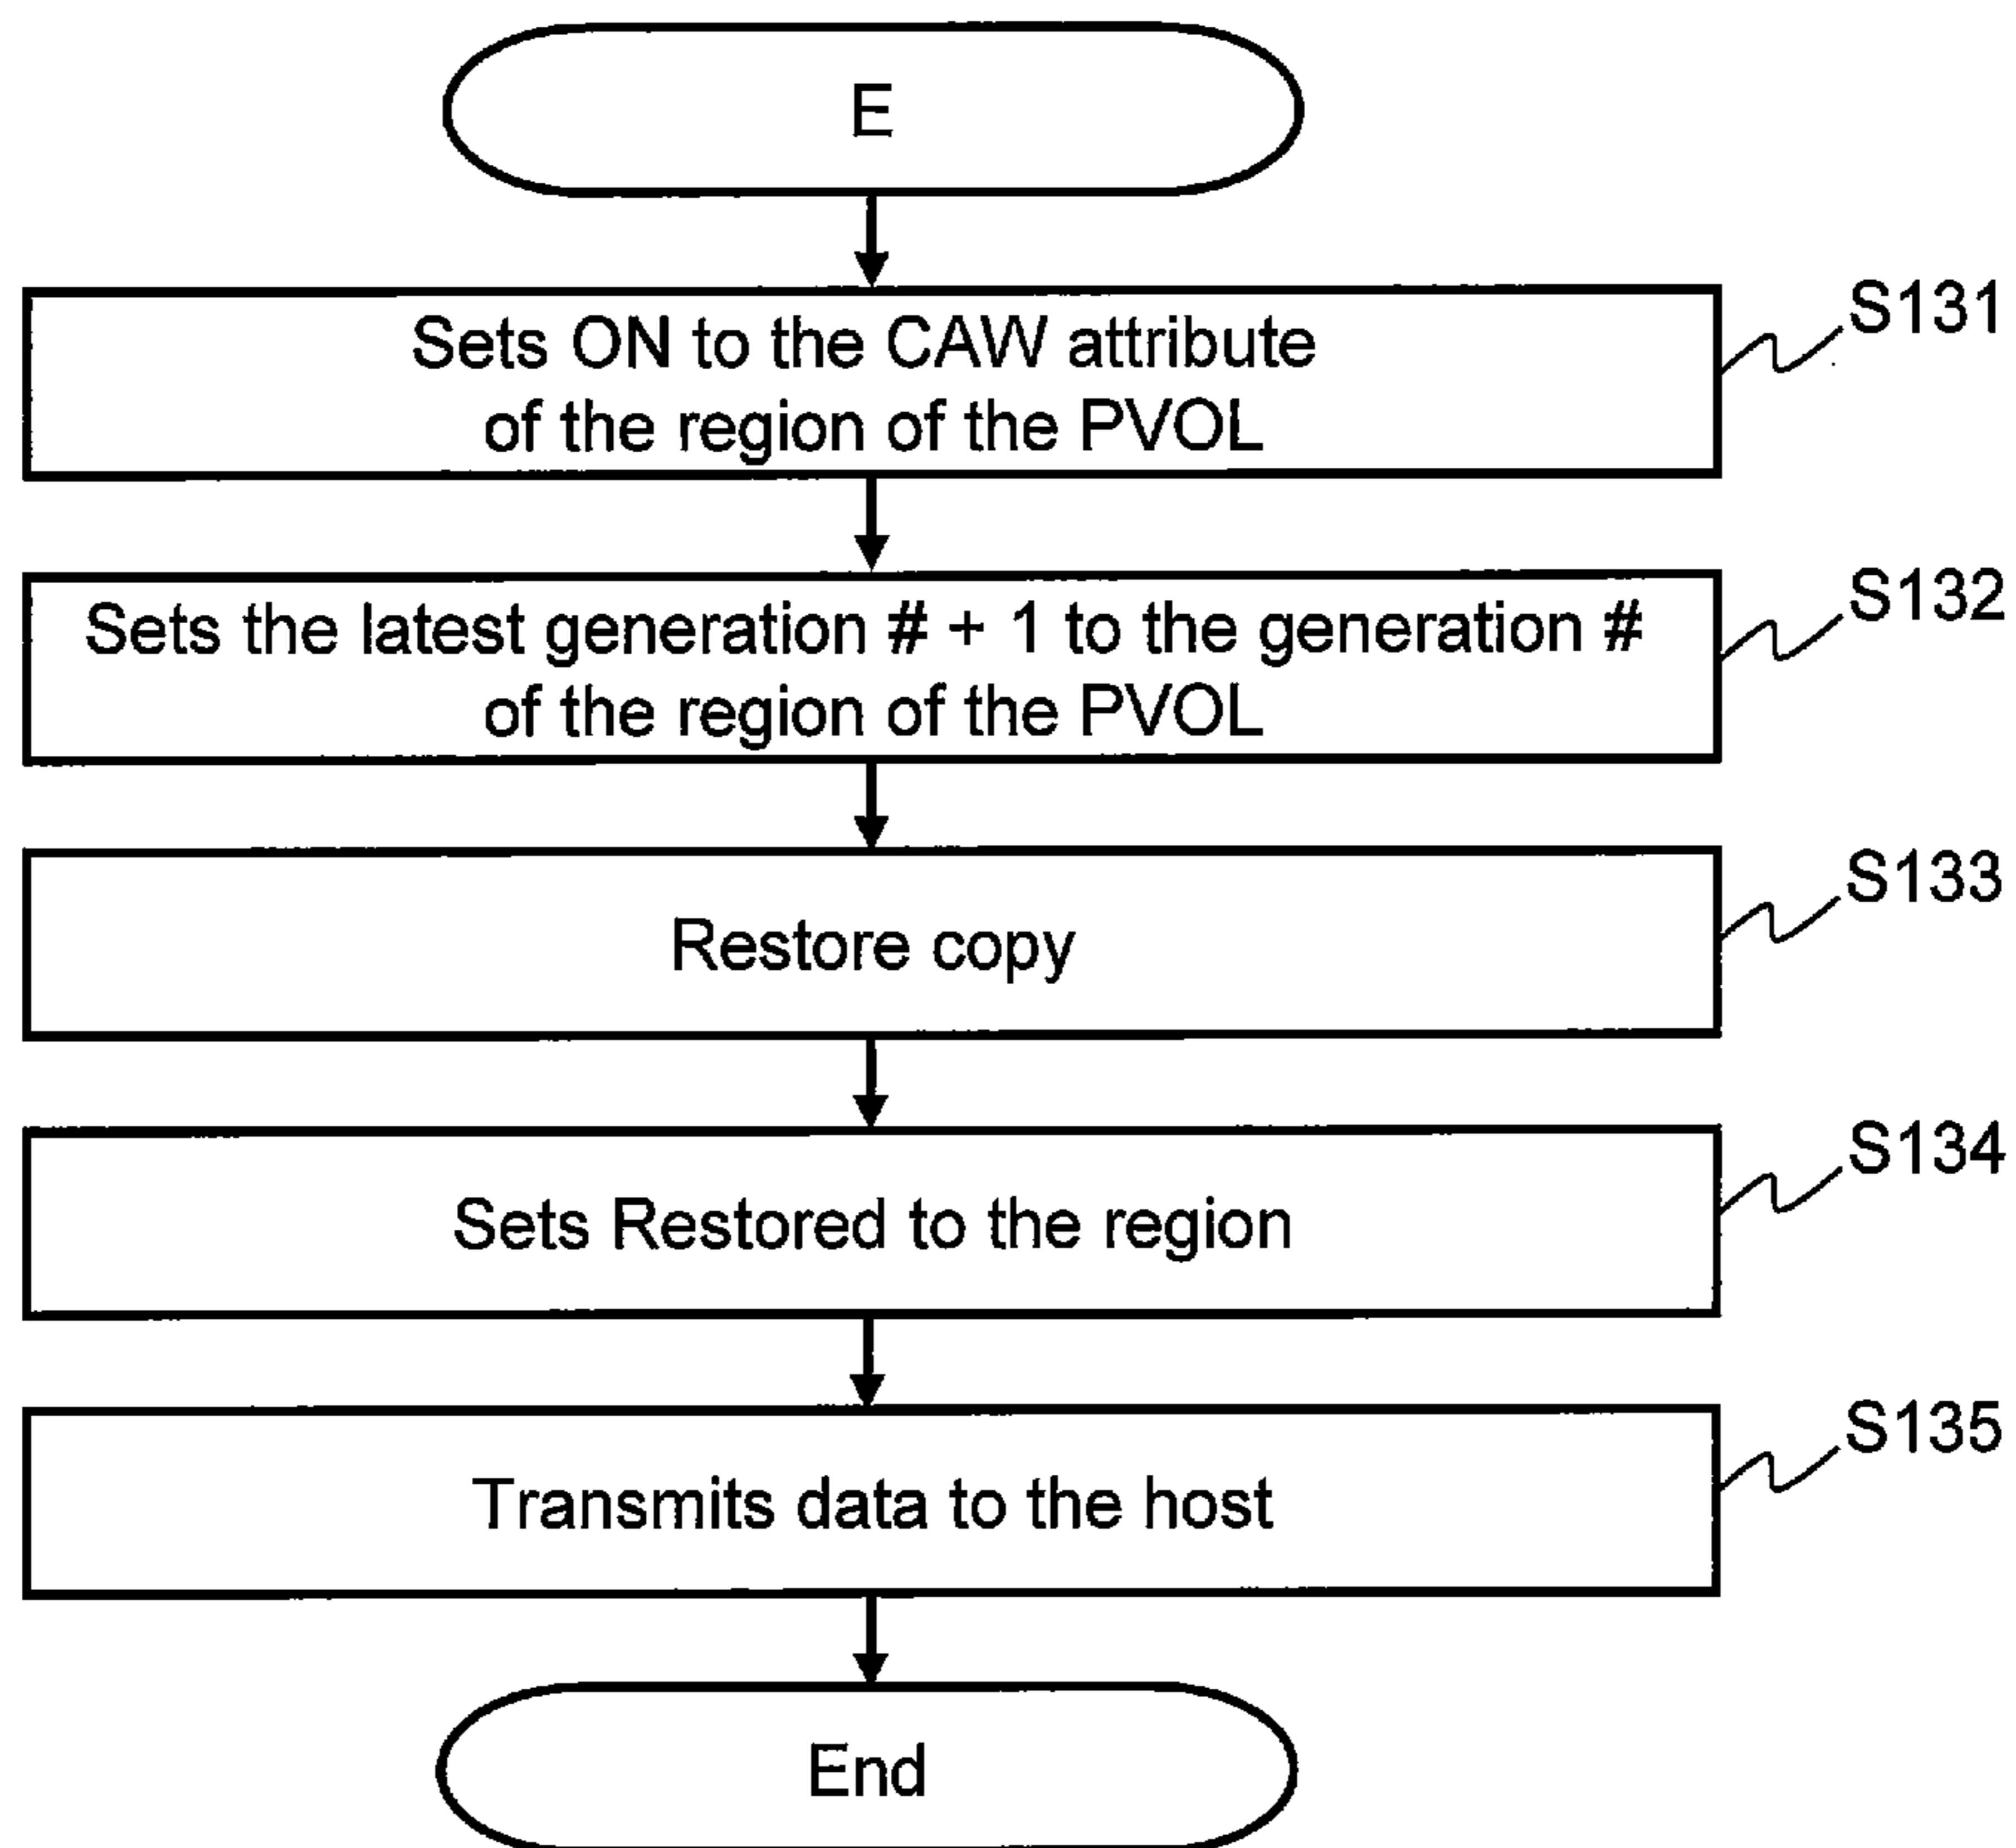 E
Sets ON to the CAW attribute
of the region of the PVOL
S131
Sets the latest generation # + 1 to the generation #
of the region of the PVOL
S132
Restore copy
S133
Sets Restored to the region
S134
Transmits data to the host
S135
End